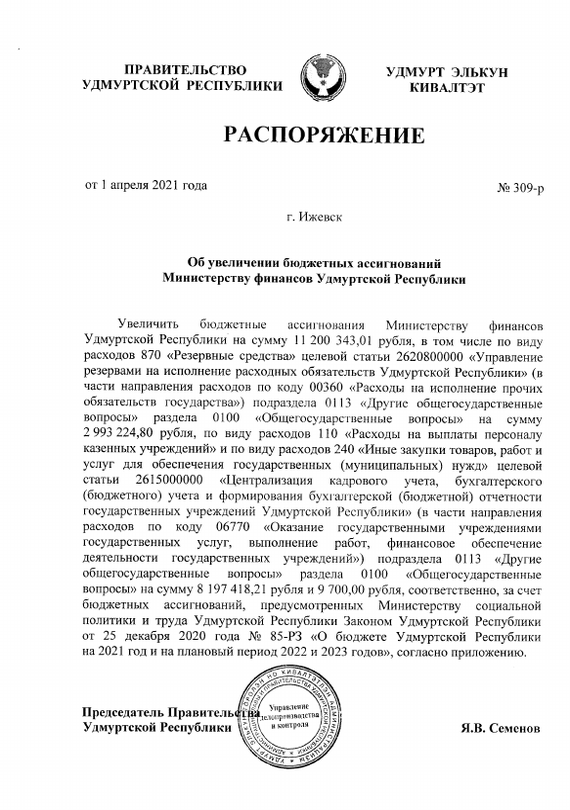 ПРАВИТЕЛЬСТВО
УДМУРТСКОЙ РЕСПУБЛИКИ
УДМУРТ ЭЛЬКУН
КИВАЛТЭТ
РАСПОРЯЖЕНИЕ
от 1 апреля 2021 года
№ 309-р
г. Ижевск
Об увеличении бюджетных ассигнований
Министерству финансов Удмуртской Республики
Увеличить бюджетные ассигнования Министерству финансов
Удмуртской Республики на сумму 11 200 343,01 рубля, в том числе по виду
расходов 870 «Резервные средства» целевой статьи 2620800000 «Управление
резервами на исполнение расходных обязательств Удмуртской Республики» (в
части направления расходов по коду 00360 «Расходы на исполнение прочих
обязательств государства») подраздела 0113 «Другие общегосударственные
вопросы» раздела 0100 «Общегосударственные вопросы» на сумму
2 993 224,80 рубля, по виду расходов 110 «Расходы на выплаты персоналу
казенных учреждений» и по виду расходов 240 «Иные закупки товаров, работ и
услуг для обеспечения государственных (муниципальных) нужд» целевой
статьи 2615000000 «Централизация кадрового учета, бухгалтерского
(бюджетного) учета и формирования бухгалтерской (бюджетной) отчетности
государственных учреждений Удмуртской Республики» (в части направления
расходов по коду 06770 «Оказание государственными учреждениями
государственных услуг, выполнение работ, финансовое обеспечение
деятельности государственных учреждений») подраздела 0113 «Другие
общегосударственные вопросы» раздела 0100 «Общегосударственные
вопросы» на сумму 8 197 418,21 рубля и 9 700,00 рубля, соответственно, за счет
бюджетных ассигнований, предусмотренных Министерству социальной
политики и труда Удмуртской Республики Законом Удмуртской Республики
от 25 декабря 2020 года № 85-РЗ «О бюджете Удмуртской Республики
на 2021 год и на плановый период 2022 и 2023 годов», согласно приложению.
Председатель Правительства
Удмуртской Республики
Управление
делопроизводства
и контроля
Я.В. Семенов